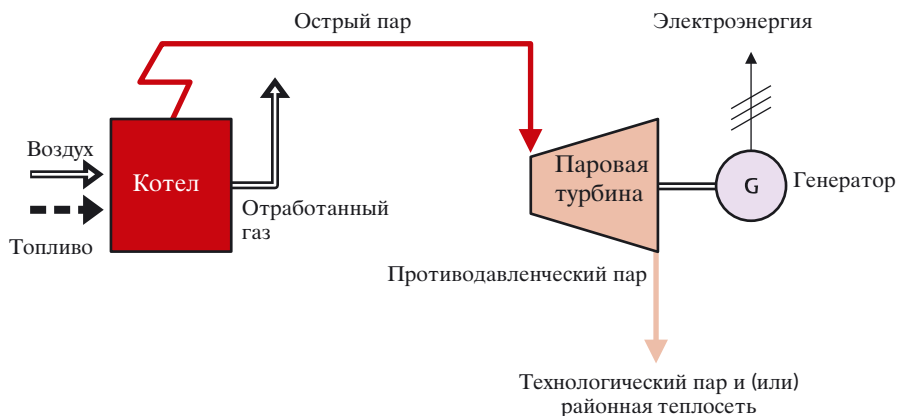 Острый пар
Электроэнергия
Воздух
Котел
Паровая
турбина
G
Генератор
Отработанный
газ
Топливо
Противодавленческий пар
Технологический пар и (или)
районная теплосеть